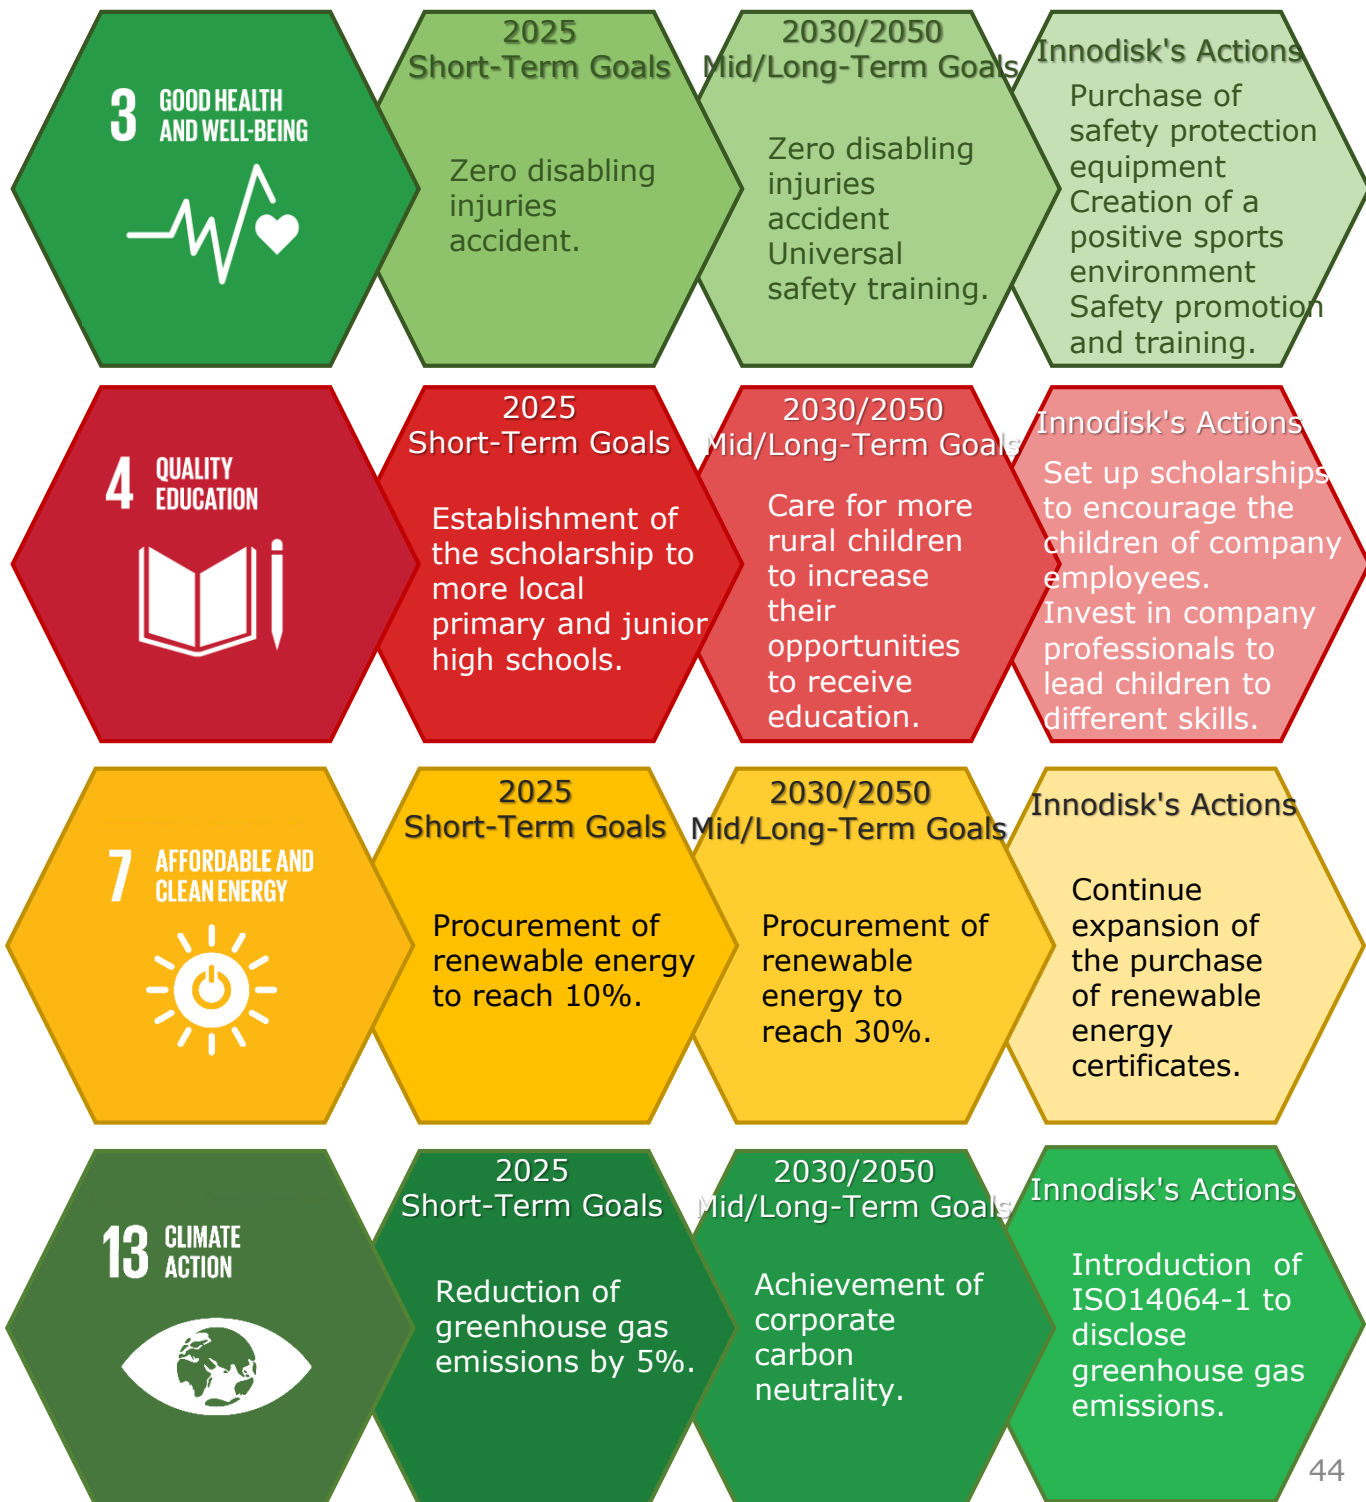 3 GOOD HEALTH
AND WELL-BEING
2025
Short-Term Goals
Zero disabling
injuries
accident.
2030/2050
Mid/Long-Term Goals
Zero disabling
injuries
accident
Universal
safety training.
Innodisk's Actions
Purchase of
safety protection
equipment
Creation of a
positive sports
environment
Safety promotion
and training.
4 QUALITY
EDUCATION
2025
Short-Term Goals
Establishment of
the scholarship to
more local
primary and junior
high schools.
2030/2050
Mid/Long-Term Goals
Care for more
rural children
to increase
their
opportunities
to receive
education.
Innodisk's Actions
Set up scholarships
to encourage the
children of company
employees.
Invest in company
professionals to
lead children to
different skills.
7 AFFORDABLE AND
CLEAN ENERGY
2025
Short-Term Goals
Procurement of
renewable energy
to reach 10%.
2030/2050
Mid/Long-Term Goals
Procurement of
renewable
energy to
reach 30%.
Innodisk's Actions
Continue
expansion of
the purchase
of renewable
energy
certificates.
13 CLIMATE
ACTION
2025
Short-Term Goals
Reduction of
greenhouse gas
emissions by 5%.
2030/2050
Mid/Long-Term Goals
Achievement of
corporate
carbon
neutrality.
Innodisk's Actions
Introduction of
ISO14064-1 to
disclose
greenhouse gas
emissions.
44